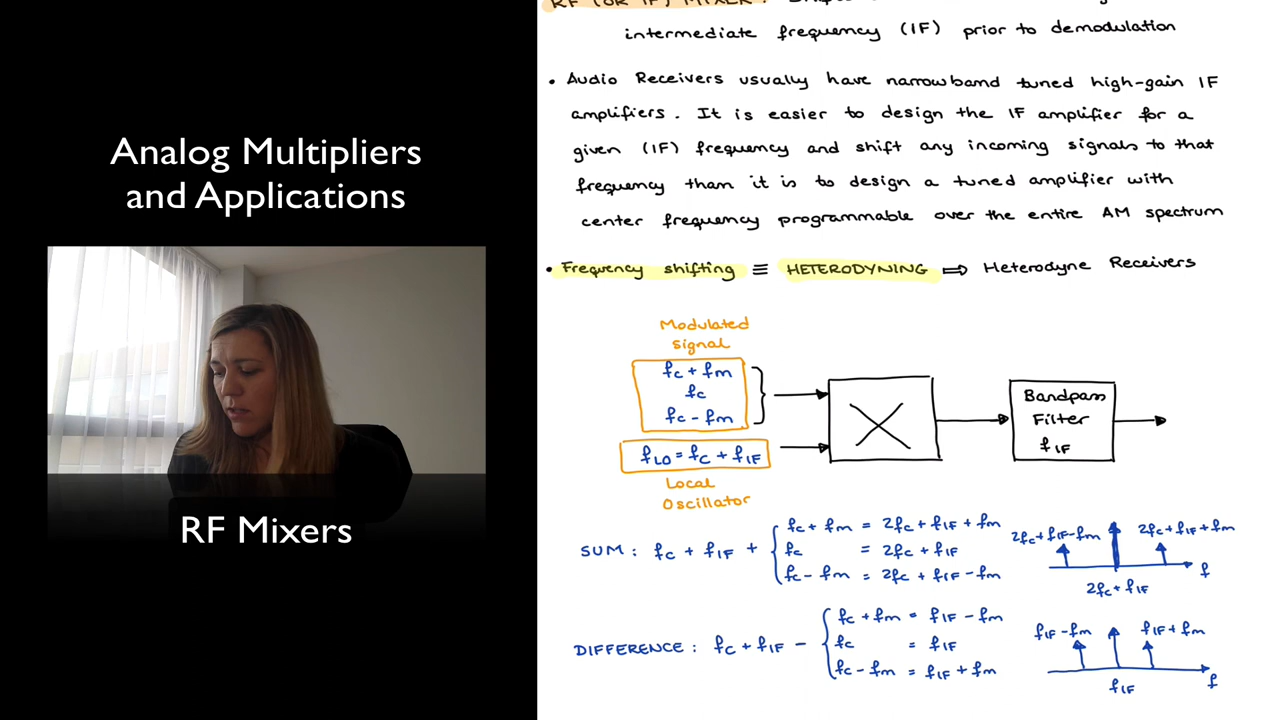 Analog Multipliers
and Applications
RF Mixers
RF (OR IF) MIXER:
intermediate frequency (IF) prior to demodulation
• Audio Receivers usually have narrowband tuned high-gain IF
amplifiers. It is easier to design the IF amplifier for a
given (IF) frequency and shift any incoming signals to that
frequency than it is to design a tuned amplifier with
center frequency programmable over the entire AM spectrum
• Frequency shifting ≡ HETERODYNING ⟹ Heterodyne Receivers
Modulated
signal
fc + fm
fc
fc - fm
fLO = fc + fIF
Local
Oscillator
Bandpass
Filter
fIF
SUM: fc + fIF + { fc + fm = 2fc + fIF + fm
fc = 2fc + fIF
fc - fm = 2fc + fIF - fm
2fc + fIF - fm 2fc + fIF + fm
f
2fc + fIF
DIFFERENCE: fc + fIF - { fc + fm = fIF - fm
fc = fIF
fc - fm = fIF + fm
fIF - fm fIF + fm
fIF
f